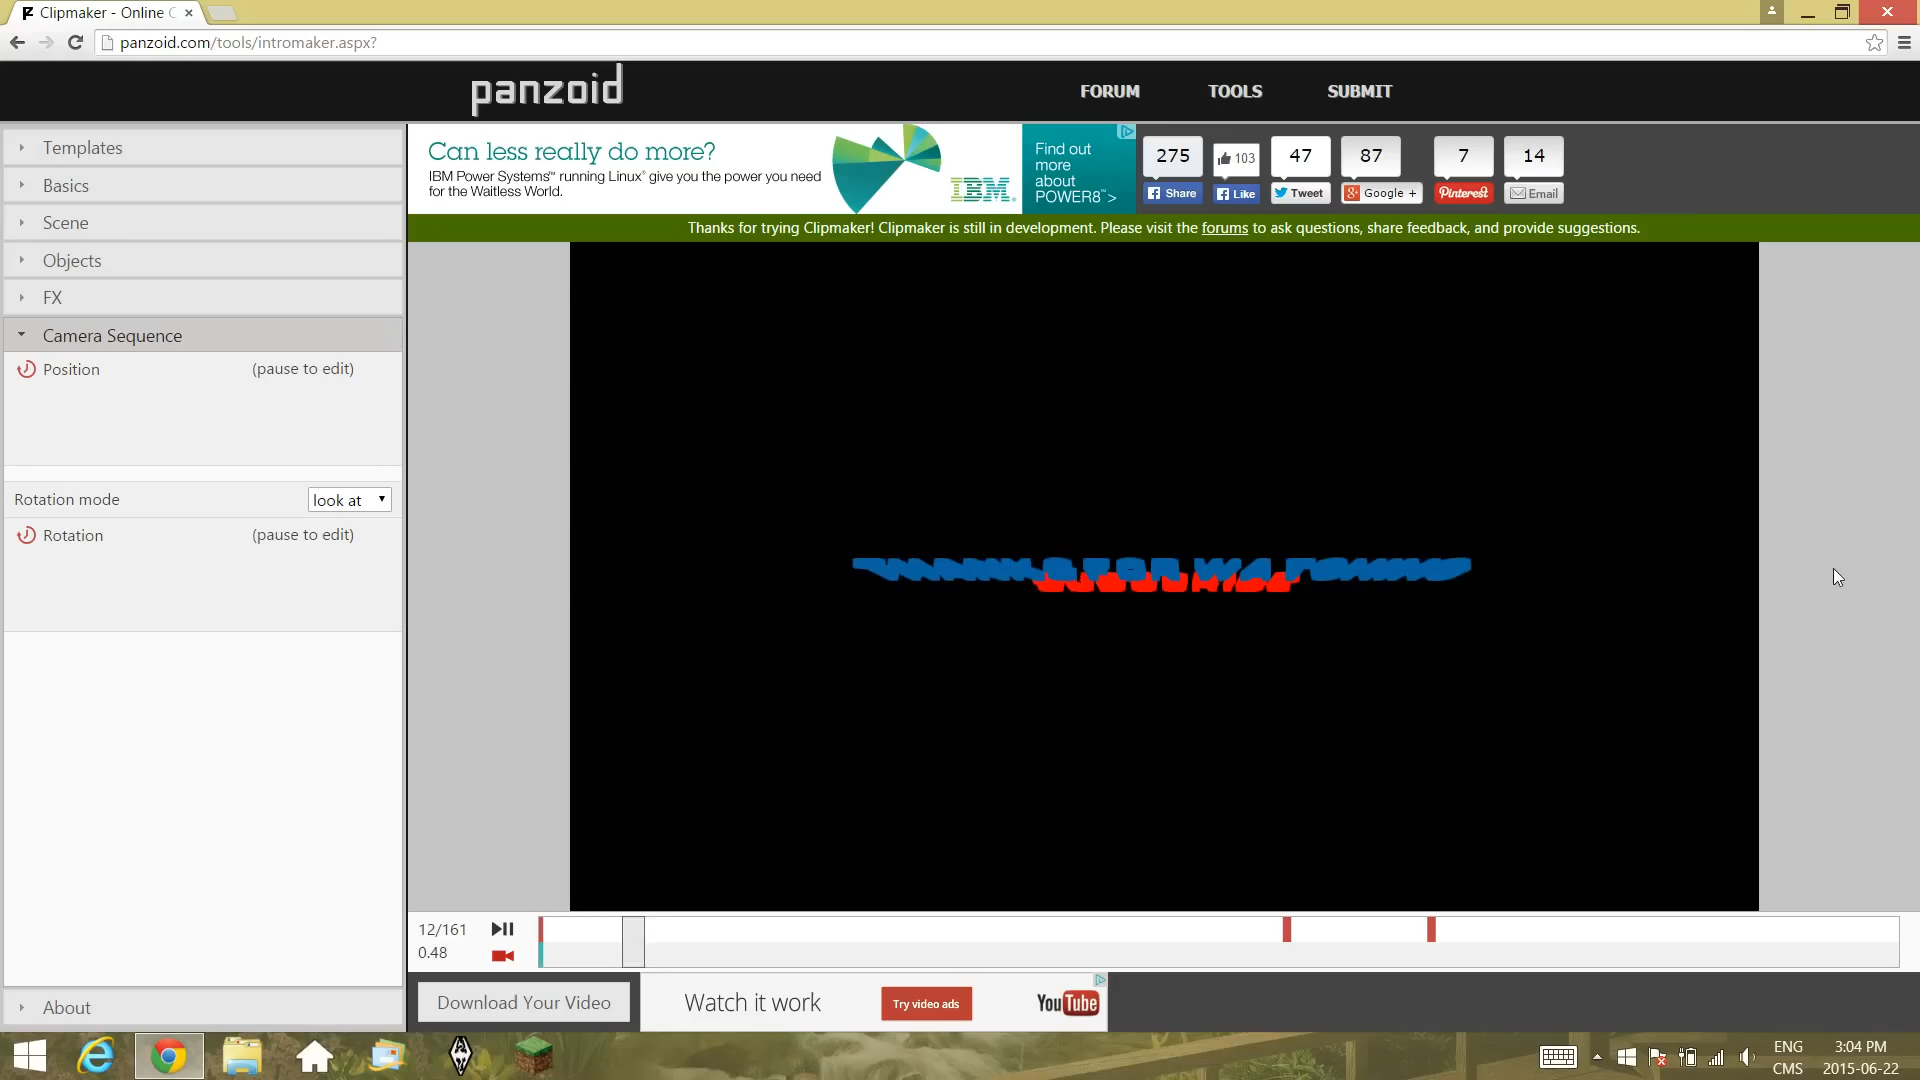 Clipmaker - Online C
panzoid.com/tools/intromaker.aspx?
panzoid
FORUM
TOOLS
SUBMIT
Templates
Basics
Scene
Objects
FX
Camera Sequence
Position
(pause to edit)
Rotation mode
look at
Rotation
(pause to edit)
About
Can less really do more?
IBM Power Systems™ running Linux® give you the power you need
for the Waitless World.
IBM
Find out
more
about
POWER8™>
275
Share
103
Like
47
Tweet
87
Google +
7
Pinterest
14
Email
Thanks for trying Clipmaker! Clipmaker is still in development. Please visit the forums to ask questions, share feedback, and provide suggestions.
12/161
0.48
Download Your Video
Watch it work
Try video ads
YouTube
ENG
CMS
3:04 PM
2015-06-22